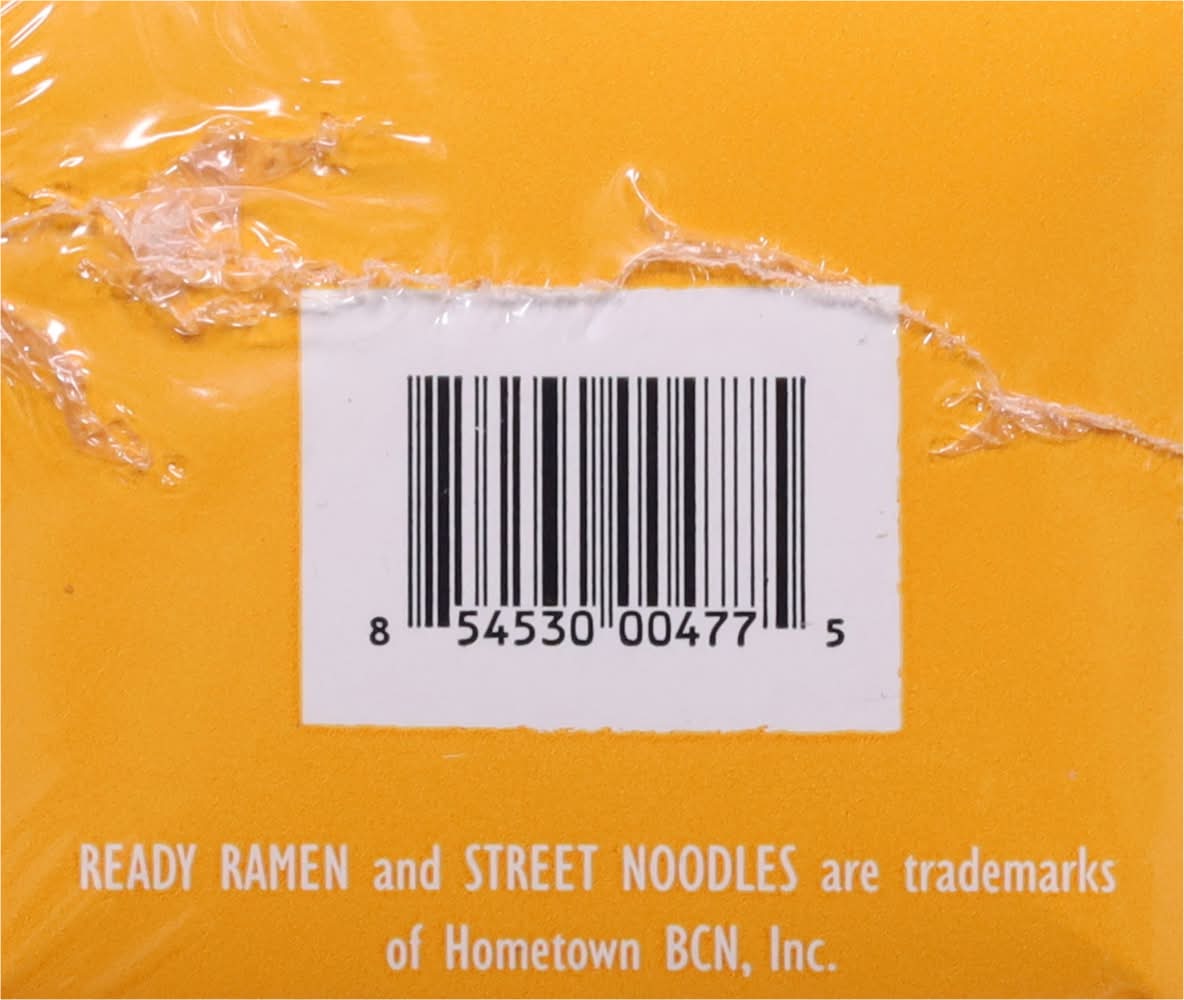 8 54530 00477 5
READY RAMEN and STREET NOODLES are trademarks
of Hometown BCN, Inc.